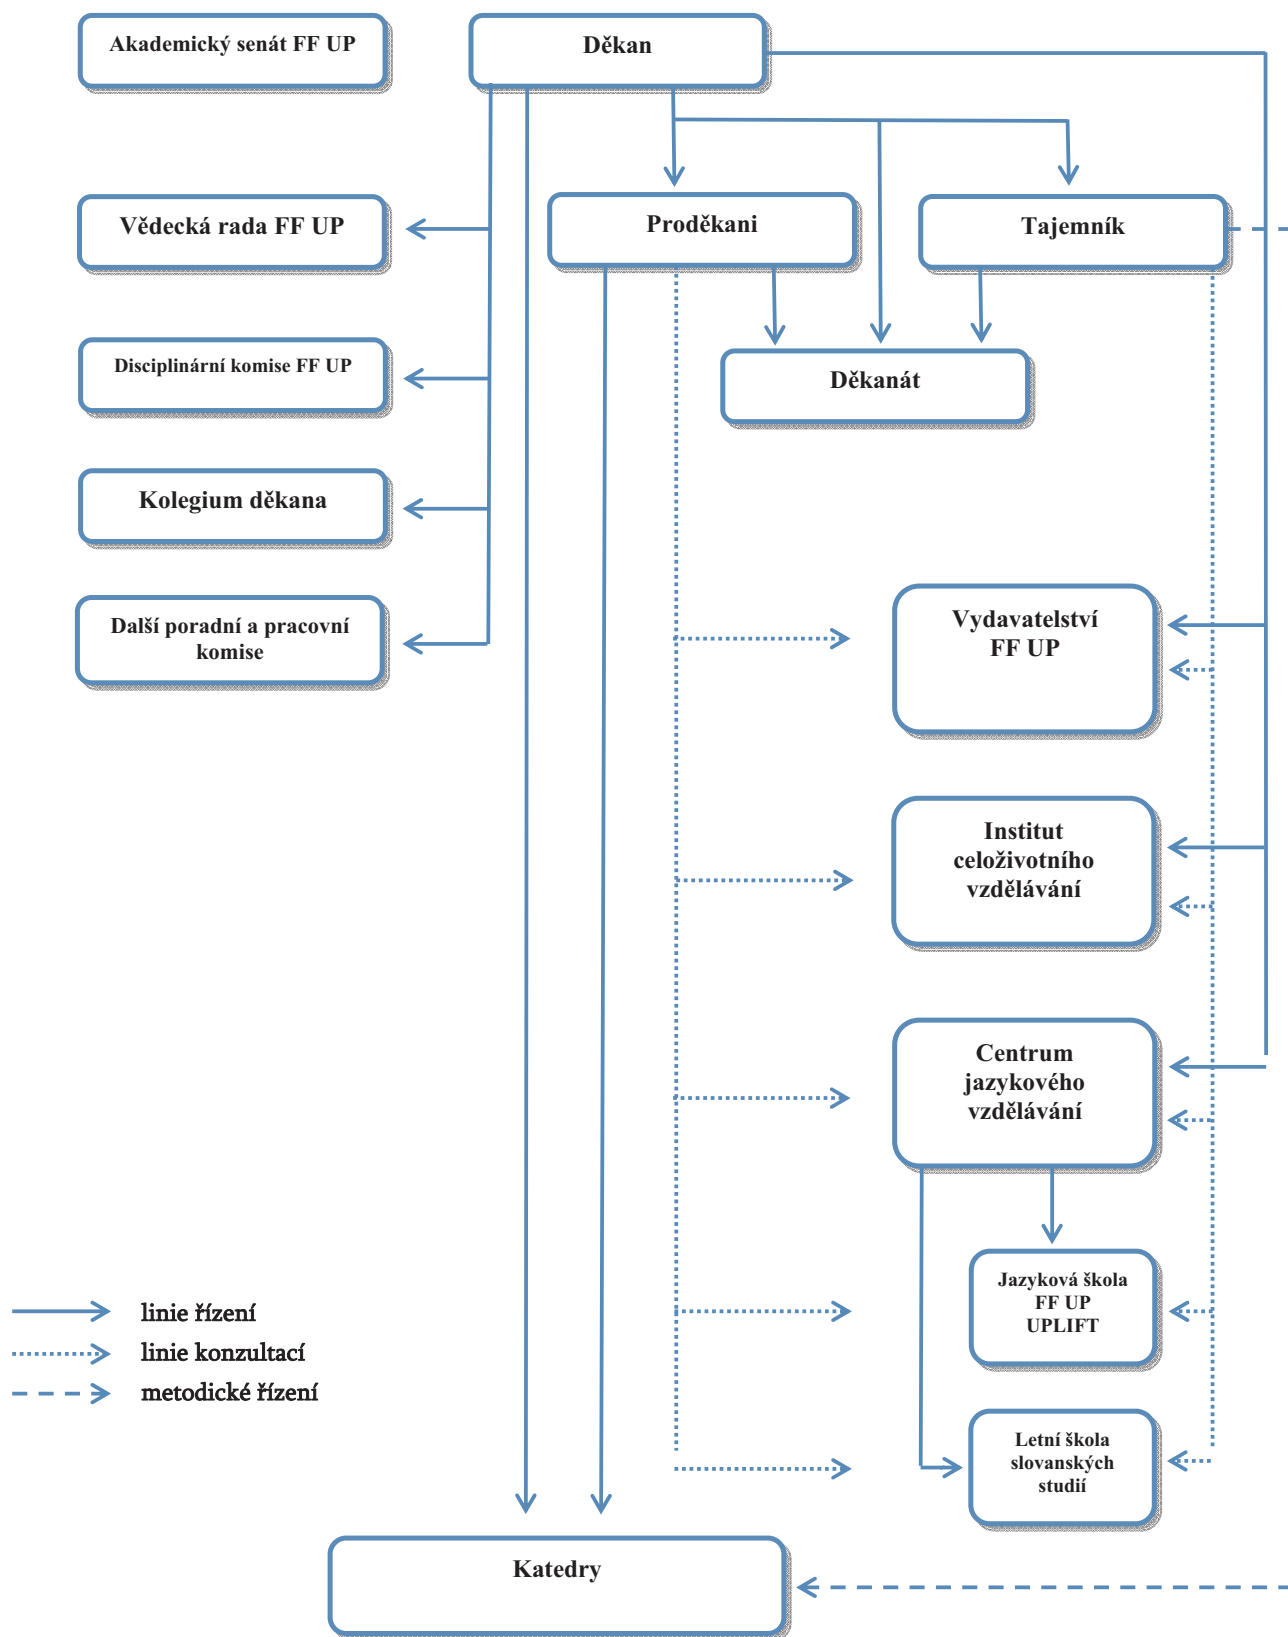 Akademický senát FF UP
Děkan
Vědecká rada FF UP
Proděkani
Tajemník
Disciplinární komise FF UP
Děkanát
Kolegium děkana
Další poradní a pracovní
komise
Vydavatelství
FF UP
Institut
celoživotního
vzdělávání
Centrum
jazykového
vzdělávání
Jazyková škola
FF UP
UPLIFT
linie řízení
linie konzultací
metodické řízení
Letní škola
slovanských
studií
Katedry